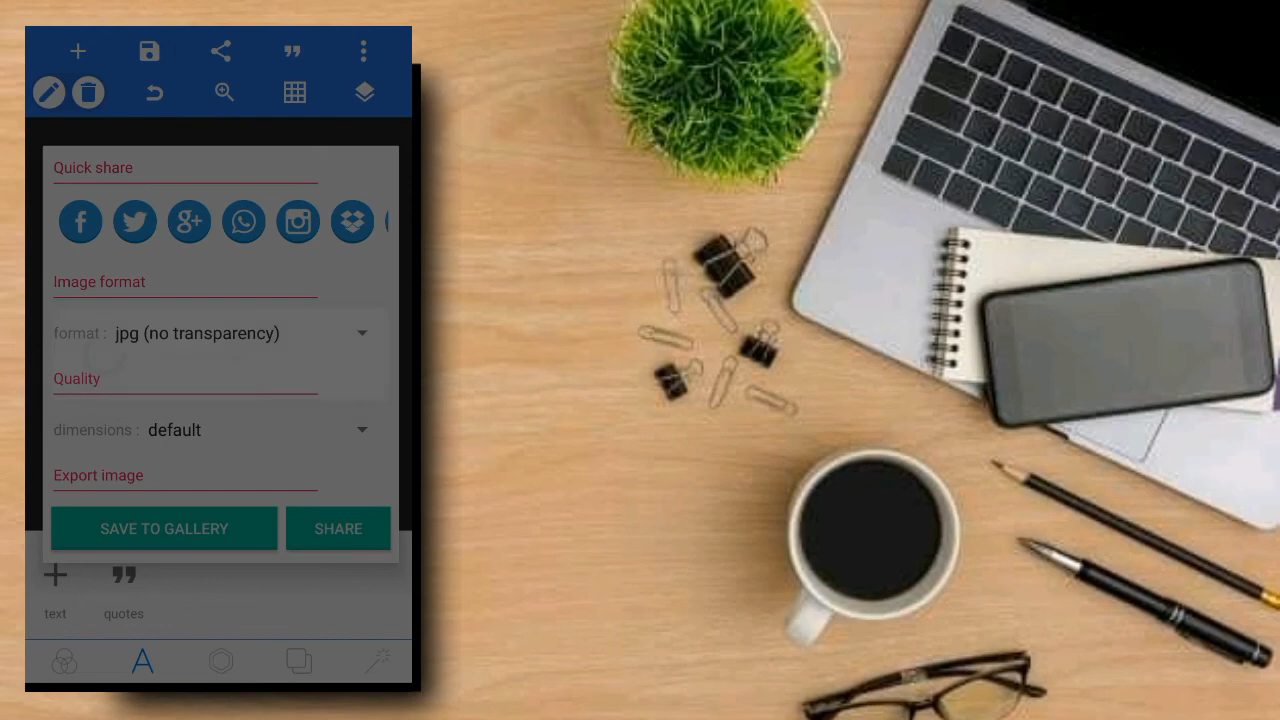 Quick share
Image format
format : jpg (no transparency)
Quality
dimensions : default
Export image
SAVE TO GALLERY SHARE
text quotes